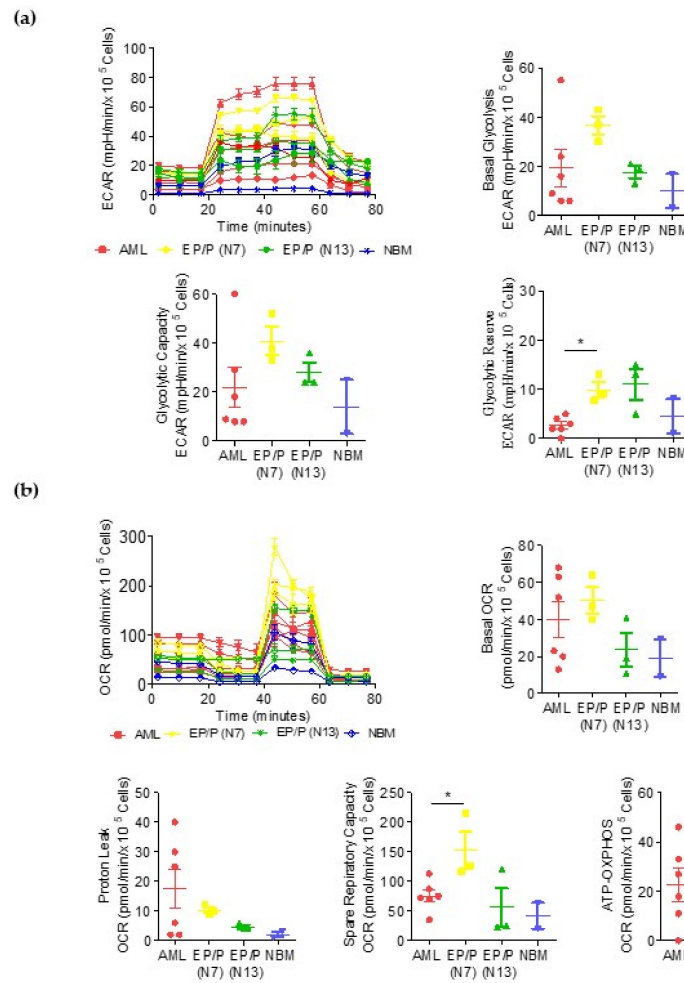 (a)
100
80
60
40
20
0
ECAR (mpH/min/x 10 5 Cells)
0 20 40 60 80
Time (minutes)
AML EP/P (N7) EP/P (N13) NBM
60
40
20
0
Basal Glycolysis
ECAR (mpH/min/x 10 5 Cells)
AML EP/P EP/P NBM
(N7) (N13)
60
40
20
0
Glycolytic Capacity
ECAR (mpH/min/x 10 5 Cells)
AML EP/P EP/P NBM
(N7) (N13)
30
20
10
0
Glycolytic Reserve
ECAR (mpH/min/x 10 5 Cells)
*
AML EP/P EP/P NBM
(N7) (N13)
(b)
300
200
100
0
OCR (pmol/min/x 10 5 Cells)
0 20 40 60 80
Time (minutes)
AML EP/P (N7) EP/P (N13) NBM
80
60
40
20
0
Basal OCR
(pmol/min/x 10 5 Cells)
AML EP/P EP/P NBM
(N7) (N13)
50
40
30
20
10
0
Proton Leak
OCR (pmol/min/x 10 5 Cells)
AML EP/P EP/P NBM
(N7) (N13)
250
200
150
100
50
0
Spare Repiratory Capacity
OCR (pmol/min/x 10 5 Cells)
*
AML EP/P EP/P NBM
(N7) (N13)
60
40
20
0
ATP-OXPHOS
OCR (pmol/min/x 10 5 Cells)